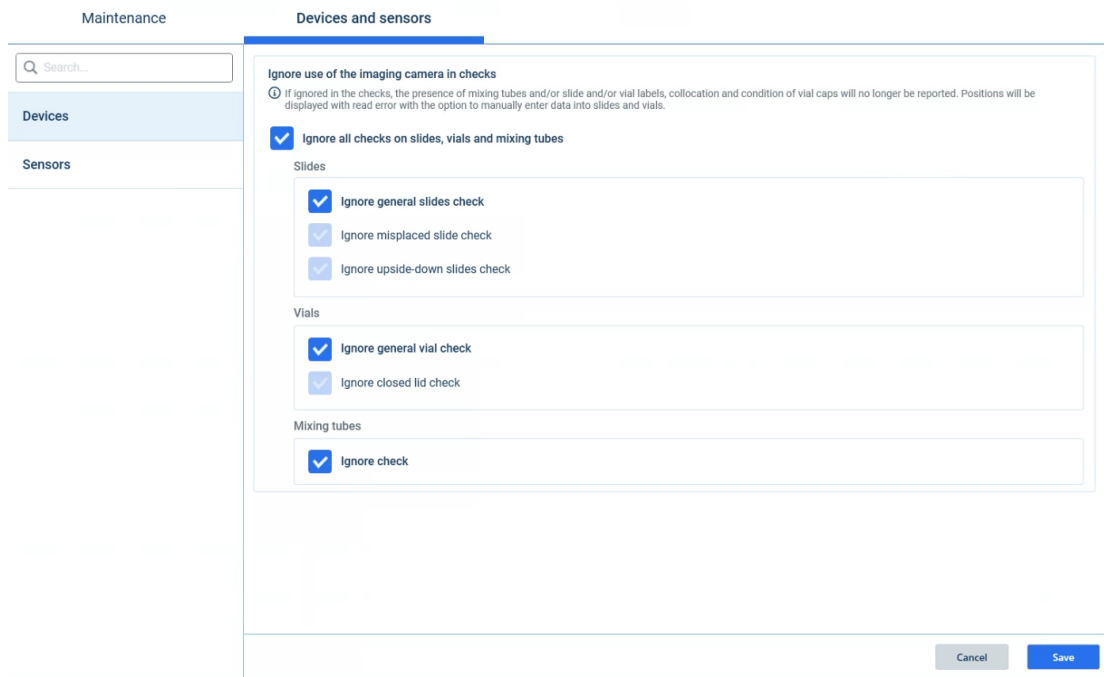 Maintenance
Devices and sensors
Search...
Devices
Sensors
Ignore use of the imaging camera in checks
If ignored in the checks, the presence of mixing tubes and/or slide and/or vial labels, collocation and condition of vial caps will no longer be reported. Positions will be
displayed with read error with the option to manually enter data into slides and vials.
Ignore all checks on slides, vials and mixing tubes
Slides
Ignore general slides check
Ignore misplaced slide check
Ignore upside-down slides check
Vials
Ignore general vial check
Ignore closed lid check
Mixing tubes
Ignore check
Cancel
Save